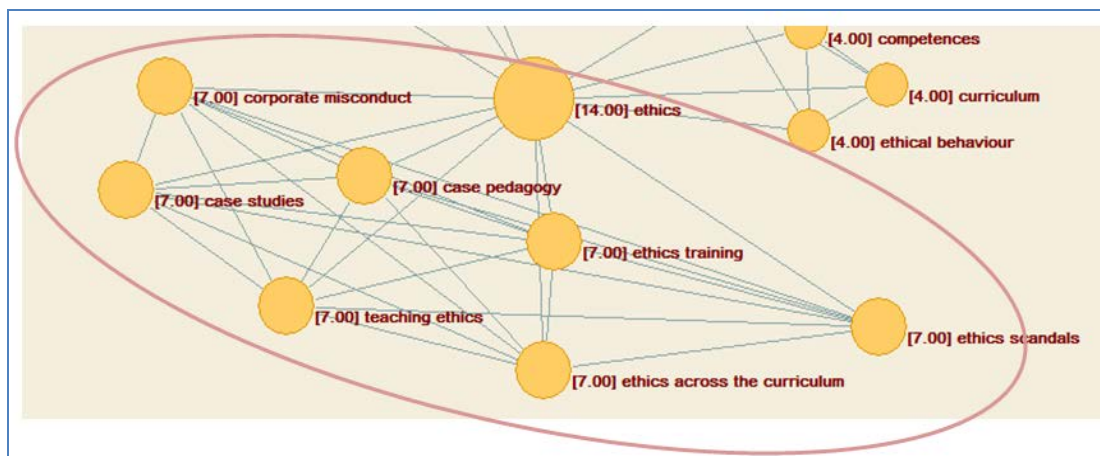 [4.00] competences
[7.00] corporate misconduct
[4.00] curriculum
[14.00] ethics
[4.00] ethical behaviour
[7.00] case pedagogy
[7.00] case studies
[7.00] ethics training
[7.00] teaching ethics
[7.00] ethics scandals
[7.00] ethics across the curriculum